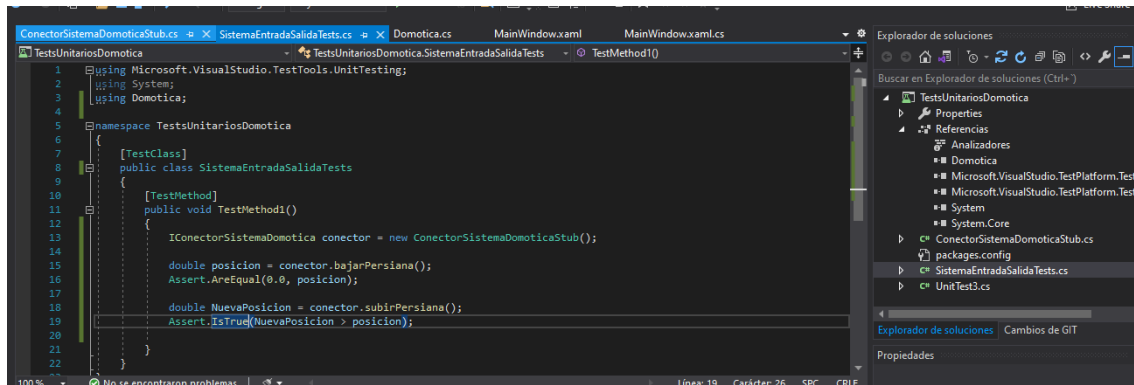 Live Share
ConectorSistemaDomoticaStub.cs SistemaEntradaSalidaTests.cs Domotica.cs MainWindow.xaml MainWindow.xaml.cs
TestsUnitariosDomotica TestsUnitariosDomotica.SistemaEntradaSalidaTests TestMethod1()
1 using Microsoft.VisualStudio.TestTools.UnitTesting;
2 using System;
3 using Domotica;
4
5 namespace TestsUnitariosDomotica
6 {
7 [TestClass]
8 public class SistemaEntradaSalidaTests
9 {
10 [TestMethod]
11 public void TestMethod1()
12 {
13 IConectorSistemaDomotica conector = new ConectorSistemaDomoticaStub();
14
15 double posicion = conector.bajarPersiana();
16 Assert.AreEqual(0.0, posicion);
17
18 double NuevaPosicion = conector.subirPersiana();
19 Assert.IsTrue(NuevaPosicion > posicion);
20
21 }
22 }
100 % No se encontraron problemas Línea: 19 Carácter: 26 SPC CRLF
Explorador de soluciones
Buscar en Explorador de soluciones (Ctrl+¨)
TestsUnitariosDomotica
Properties
Referencias
Analizadores
Domotica
Microsoft.VisualStudio.TestPlatform.Tes
Microsoft.VisualStudio.TestPlatform.Tes
System
System.Core
C# ConectorSistemaDomoticaStub.cs
packages.config
C# SistemaEntradaSalidaTests.cs
C# UnitTest3.cs
Explorador de soluciones Cambios de GIT
Propiedades